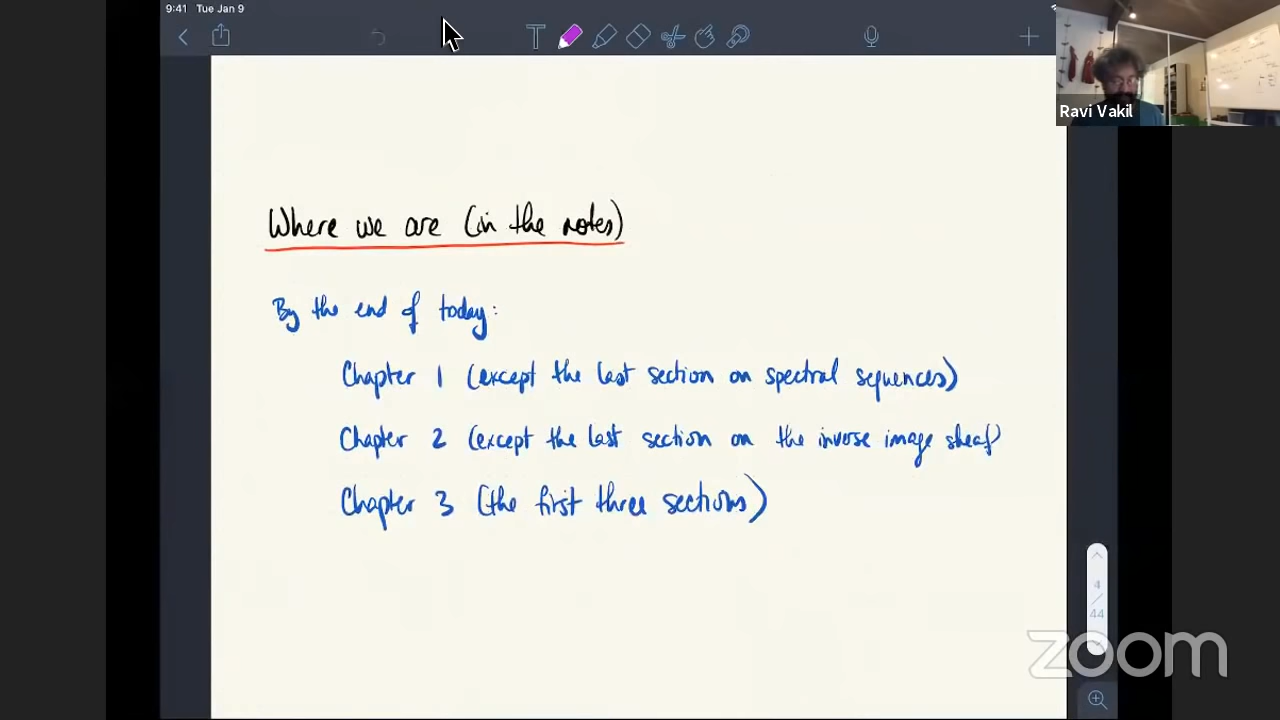 9:41 Tue Jan 9
T
Ravi Vakil
Where we are (in the notes)
By the end of today:
Chapter 1 (except the last section on spectral sequences)
Chapter 2 (except the last section on the inverse image sheaf)
Chapter 3 (the first three sections)
4
/
44
zoom